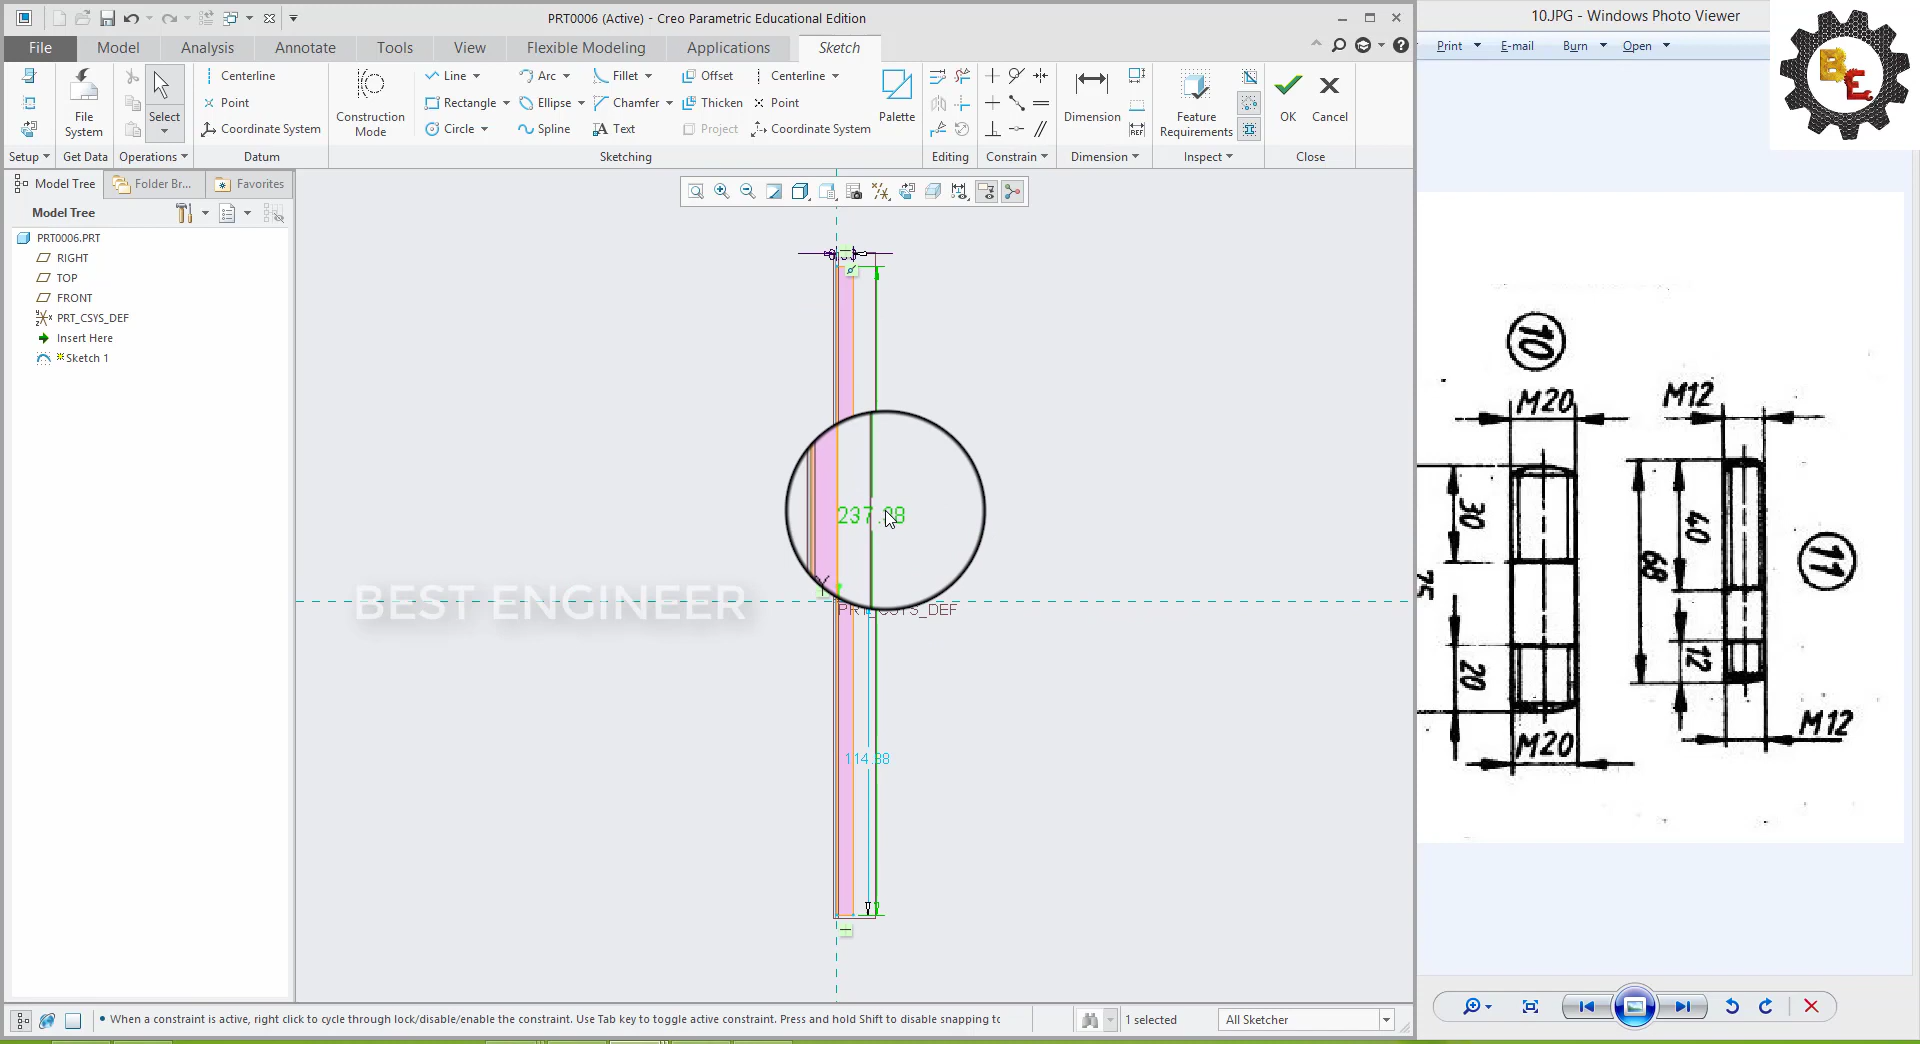 PRT0006 (Active) - Creo Parametric Educational Edition
10.JPG - Windows Photo Viewer
File Model Analysis Annotate Tools View Flexible Modeling Applications Sketch
Print E-mail Burn Open
BE
File System
Select
Centerline
Point
Coordinate System
Construction Mode
Line Arc Fillet Offset Centerline
Rectangle Ellipse Chamfer Thicken Point
Circle Spline Text Project Coordinate System
Palette
Dimension
REF
Feature Requirements
OK Cancel
Setup Get Data Operations Datum Sketching Editing Constrain Dimension Inspect Close
Model Tree Folder Br... Favorites
Model Tree
PRT0006.PRT
RIGHT
TOP
FRONT
PRT_CSYS_DEF
Insert Here
Sketch 1
Y
PRT_CSYS_DEF
114.38
BEST ENGINEER
10
M20
M12
30
40
68
11
75
20
12
M20
M12
When a constraint is active, right click to cycle through lock/disable/enable the constraint. Use Tab key to toggle active constraint. Press and hold Shift to disable snapping to
1 selected
All Sketcher